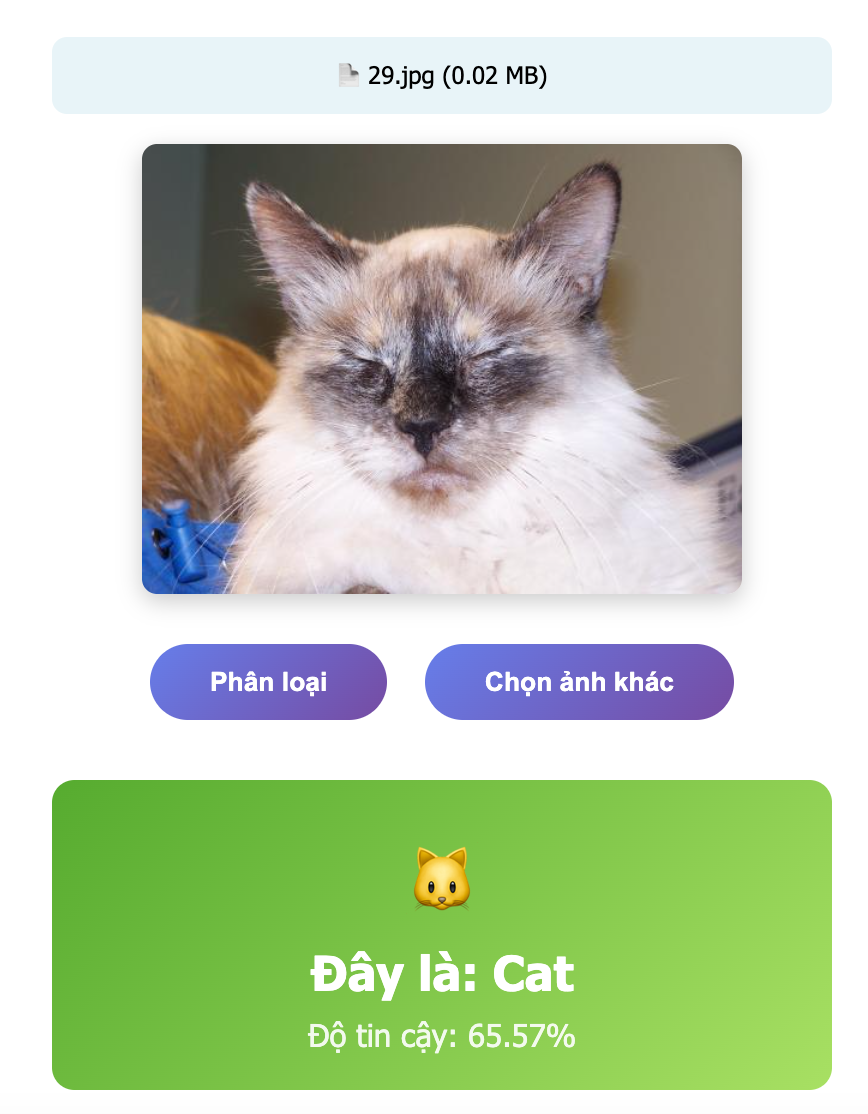 29.jpg (0.02 MB)
Phân loại
Chọn ảnh khác
Đây là: Cat
Độ tin cậy: 65.57%